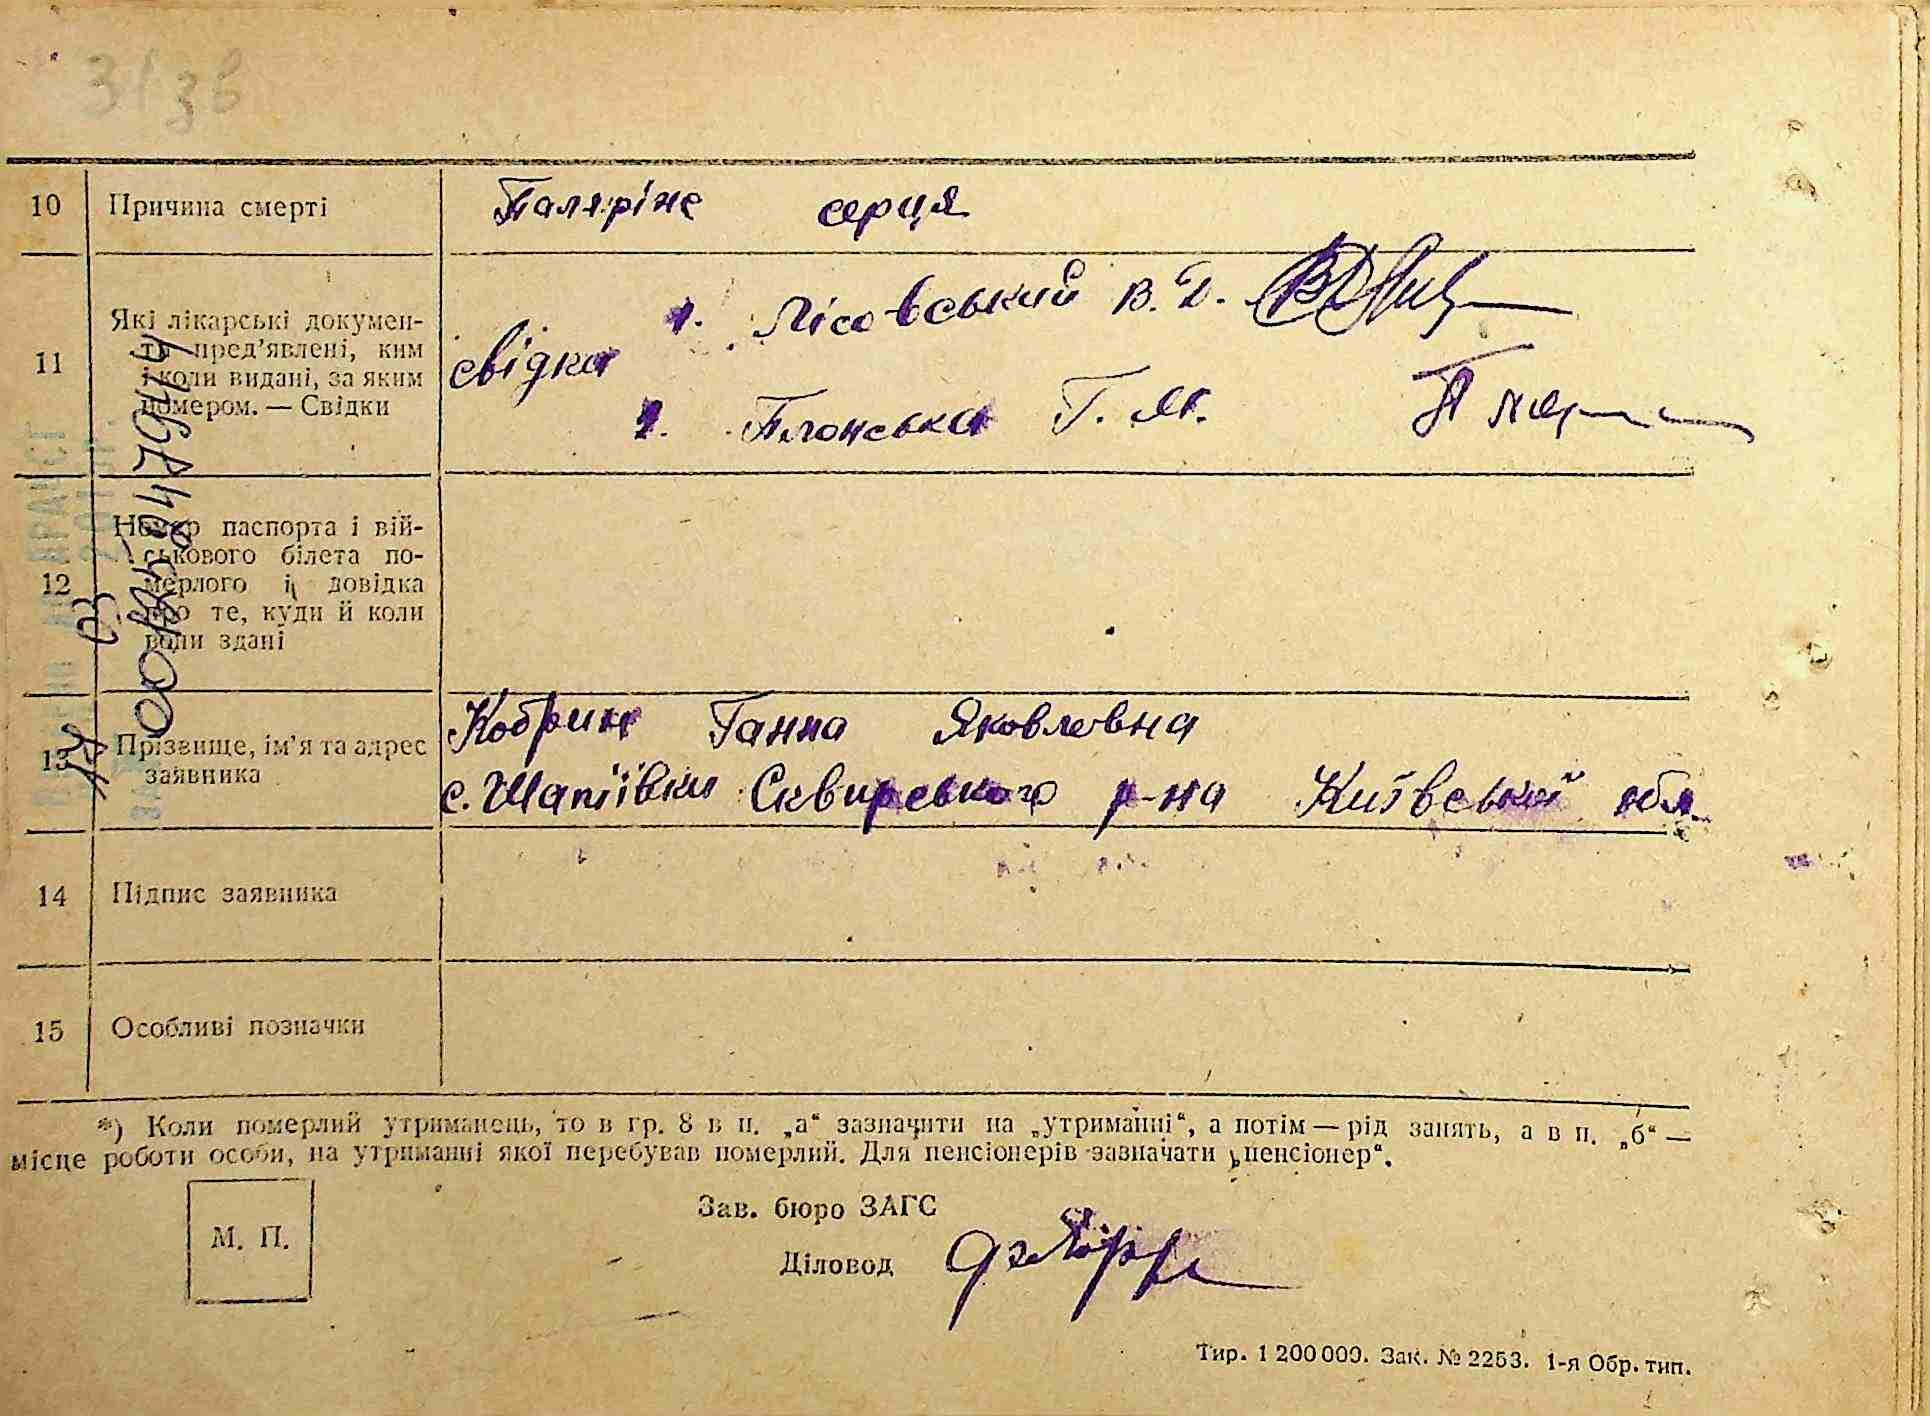 10 Причина смерті Паляріне серця
11 Які лікарські докумен-
ти пред’явлені, ким
і коли видані, за яким
номером. — Свідки
1. Лісовський В. Д.
свідки
2. Плонська Г. Я.
12 Номер паспорта і вій-
ськового білета по-
мерлого і довідка
про те, куди й коли
вони здані
13 Прізвище, ім’я та адрес
заявника
Кобринк Ганна Яковлевна
с. Шапіївки Сквирського р-на Київської обл.
14 Підпис заявника
15 Особливі позначки
*) Коли померлий утриманець, то в гр. 8 в п. „а“ зазначити на „утриманні“, а потім — рід занять, а в п. „б“ —
місце роботи особи, на утриманні якої перебував померлий. Для пенсіонерів зазначати „пенсіонер“.
М. П.
Зав. бюро ЗАГС
Діловод
Тир. 1 200 000. Зак. № 2253. 1-я Обр. тип.